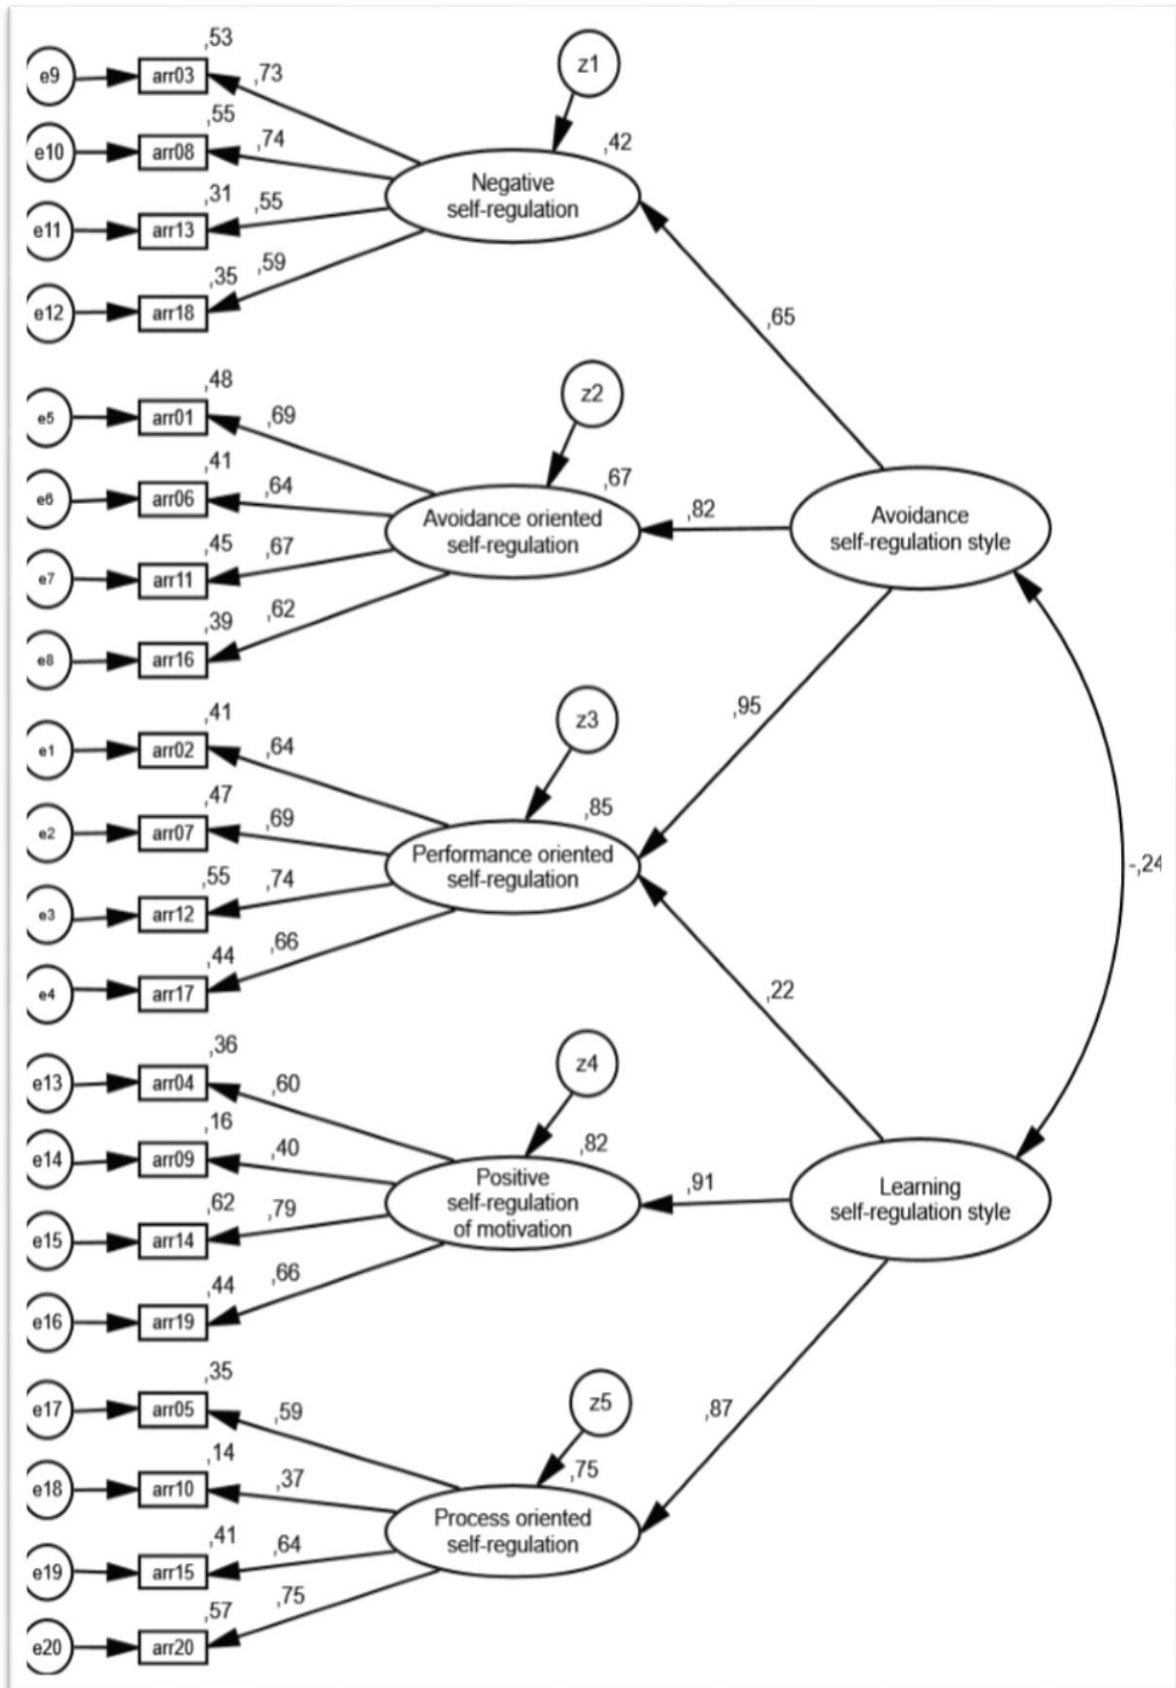 ,53
e9
arr03
,73
z1
,55
e10
arr08
,74
,42
,31
Negative
self-regulation
e11
arr13
,55
,35
,59
e12
arr18
,65
,48
z2
e5
arr01
,69
,41
,67
e6
arr06
,64
Avoidance oriented
self-regulation
,82
Avoidance
self-regulation style
,45
e7
arr11
,67
,39
,62
e8
arr16
,41
,95
z3
e1
arr02
,64
,47
,85
e2
arr07
,69
Performance oriented
self-regulation
-,24
,55
e3
arr12
,74
,44
,66
e4
arr17
,22
,36
z4
e13
arr04
,60
,16
,82
e14
arr09
,40
Positive
self-regulation
of motivation
,91
Learning
self-regulation style
,62
e15
arr14
,79
,44
,66
e16
arr19
,35
z5
,87
e17
arr05
,59
,14
,75
e18
arr10
,37
Process oriented
self-regulation
,41
e19
arr15
,64
,57
,75
e20
arr20